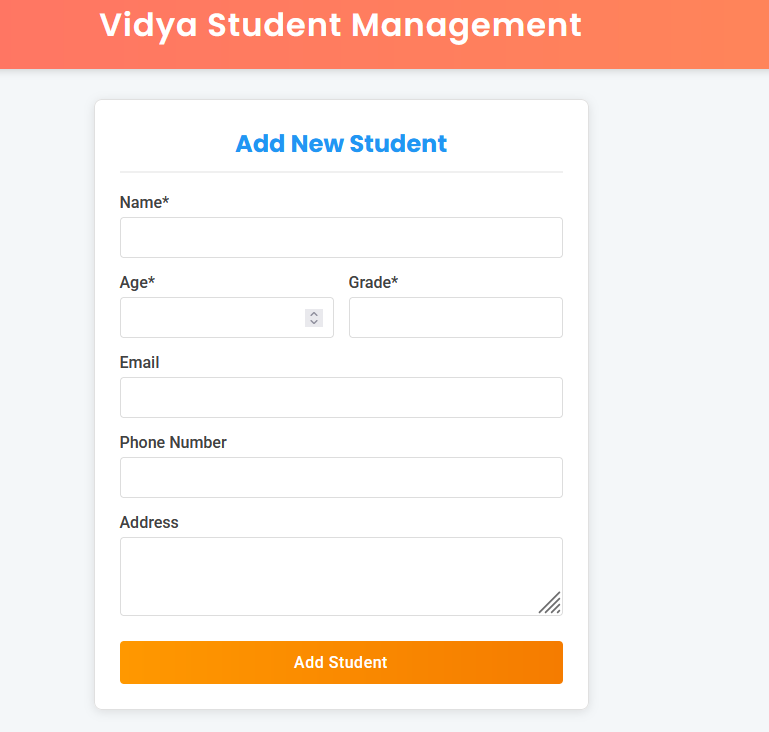 Vidya Student Management
Add New Student
Name*
Age* Grade*
Email
Phone Number
Address
Add Student